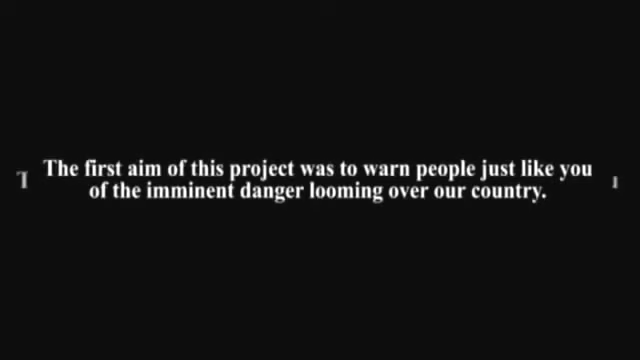 The first aim of this project was to warn people just like you
of the imminent danger looming over our country.